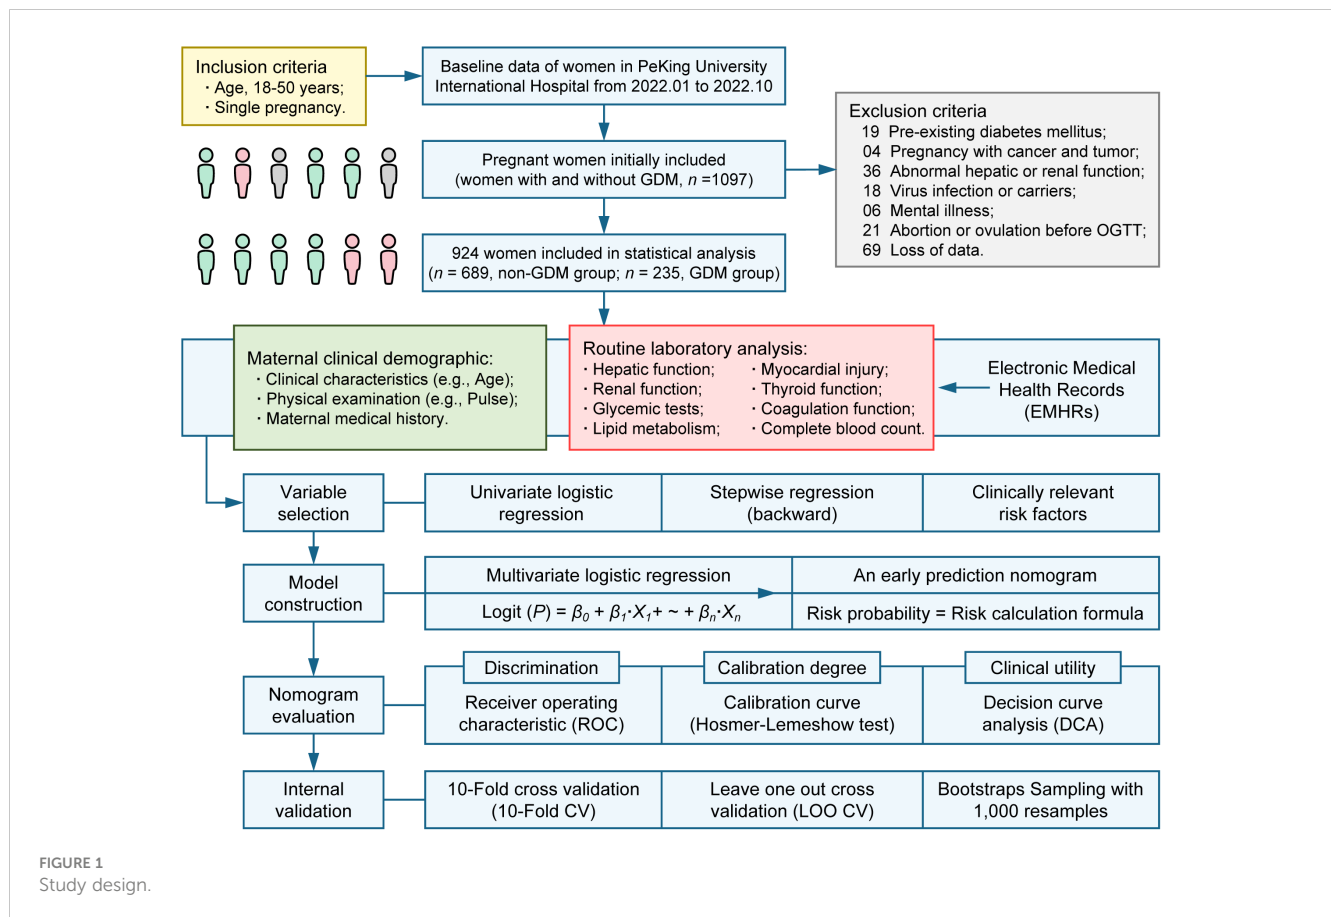 Inclusion criteria
· Age, 18-50 years;
· Single pregnancy.
Baseline data of women in PeKing University
International Hospital from 2022.01 to 2022.10
Pregnant women initially included
(women with and without GDM, n =1097)
Exclusion criteria
19 Pre-existing diabetes mellitus;
04 Pregnancy with cancer and tumor;
36 Abnormal hepatic or renal function;
18 Virus infection or carriers;
06 Mental illness;
21 Abortion or ovulation before OGTT;
69 Loss of data.
924 women included in statistical analysis
(n = 689, non-GDM group; n = 235, GDM group)
Maternal clinical demographic:
· Clinical characteristics (e.g., Age);
· Physical examination (e.g., Pulse);
· Maternal medical history.
Routine laboratory analysis:
· Hepatic function;
· Renal function;
· Glycemic tests;
· Lipid metabolism;
· Myocardial injury;
· Thyroid function;
· Coagulation function;
· Complete blood count.
Electronic Medical
Health Records
(EMHRs)
Variable
selection
Univariate logistic
regression
Stepwise regression
(backward)
Clinically relevant
risk factors
Model
construction
Multivariate logistic regression
Logit (P) = β0 + β1·X1+ ~ + βn·Xn
An early prediction nomogram
Risk probability = Risk calculation formula
Nomogram
evaluation
Discrimination
Receiver operating
characteristic (ROC)
Calibration degree
Calibration curve
(Hosmer-Lemeshow test)
Clinical utility
Decision curve
analysis (DCA)
Internal
validation
10-Fold cross validation
(10-Fold CV)
Leave one out cross
validation (LOO CV)
Bootstraps Sampling with
1,000 resamples
FIGURE 1
Study design.